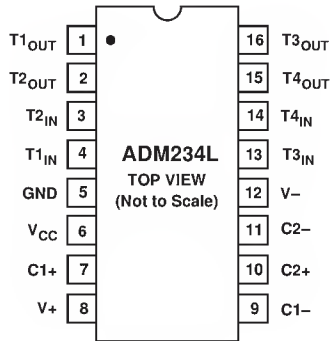 T1OUT 1 16 T3OUT
T2OUT 2 15 T4OUT
T2IN 3 14 T4IN
T1IN 4 13 T3IN
ADM234L
TOP VIEW
(Not to Scale)
GND 5 12 V–
VCC 6 11 C2–
C1+ 7 10 C2+
V+ 8 9 C1–